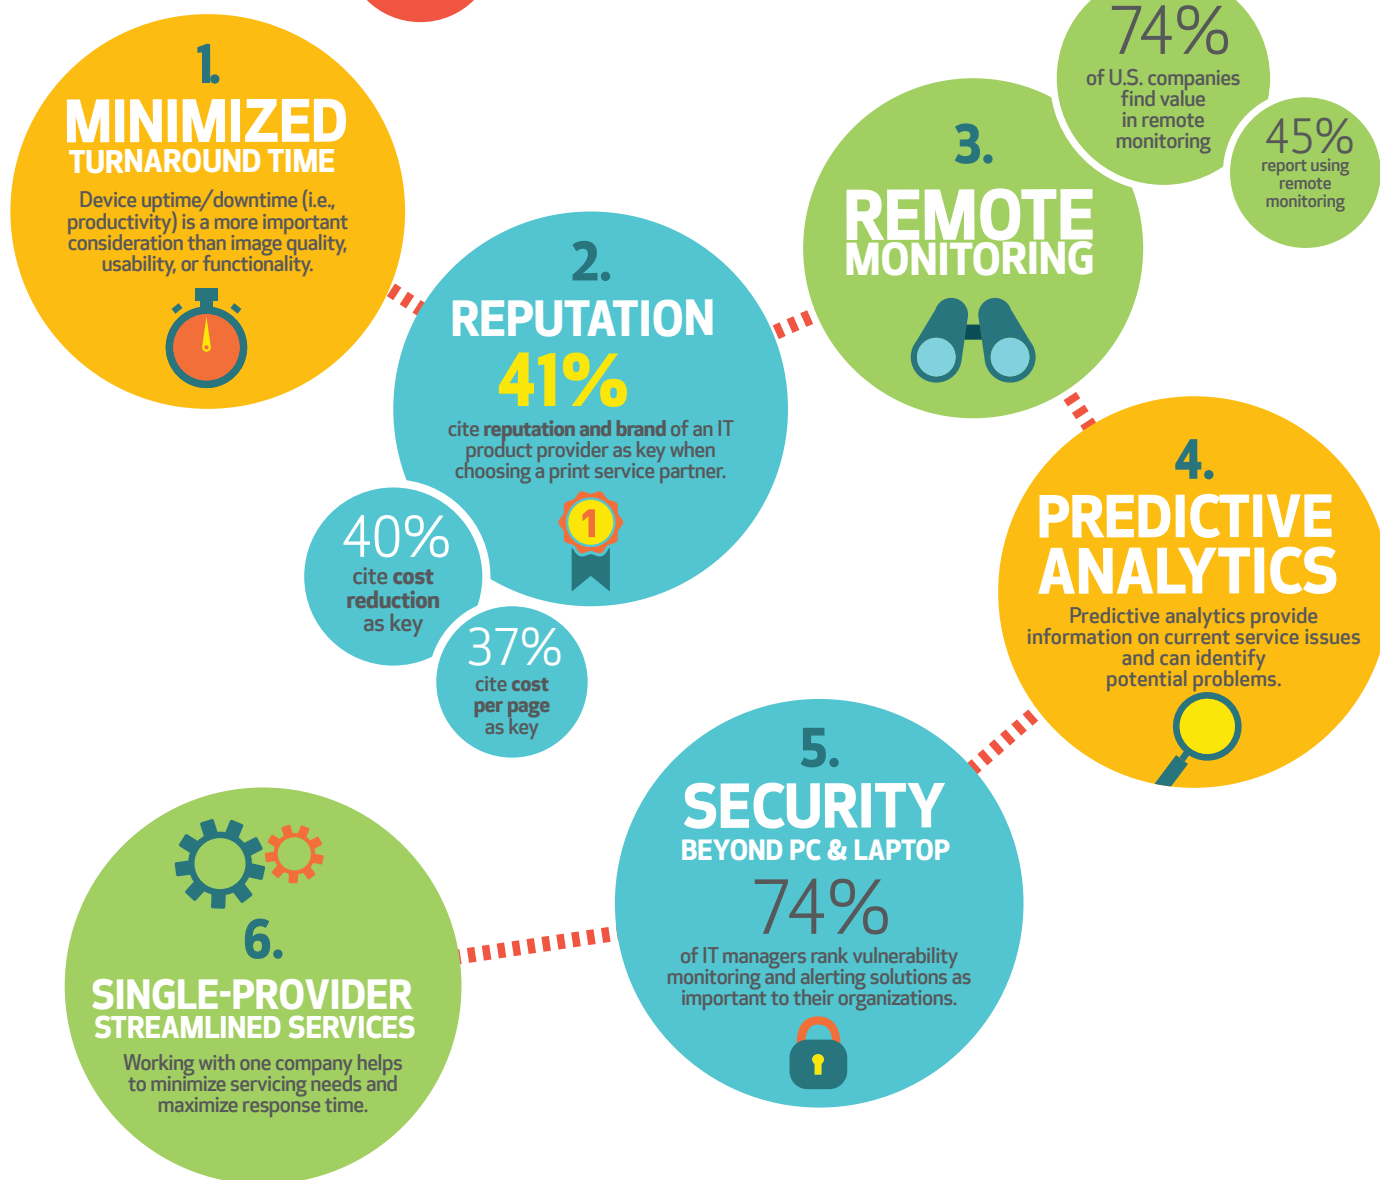 1.
MINIMIZED
TURNAROUND TIME
Device uptime/downtime (i.e.,
productivity) is a more important
consideration than image quality,
usability, or functionality.
2.
REPUTATION
41%
cite reputation and brand of an IT
product provider as key when
choosing a print service partner.
1
40%
cite cost
reduction
as key
37%
cite cost
per page
as key
3.
REMOTE
MONITORING
74%
of U.S. companies
find value
in remote
monitoring
45%
report using
remote
monitoring
4.
PREDICTIVE
ANALYTICS
Predictive analytics provide
information on current service issues
and can identify
potential problems.
5.
SECURITY
BEYOND PC & LAPTOP
74%
of IT managers rank vulnerability
monitoring and alerting solutions as
important to their organizations.
6.
SINGLE-PROVIDER
STREAMLINED SERVICES
Working with one company helps
to minimize servicing needs and
maximize response time.